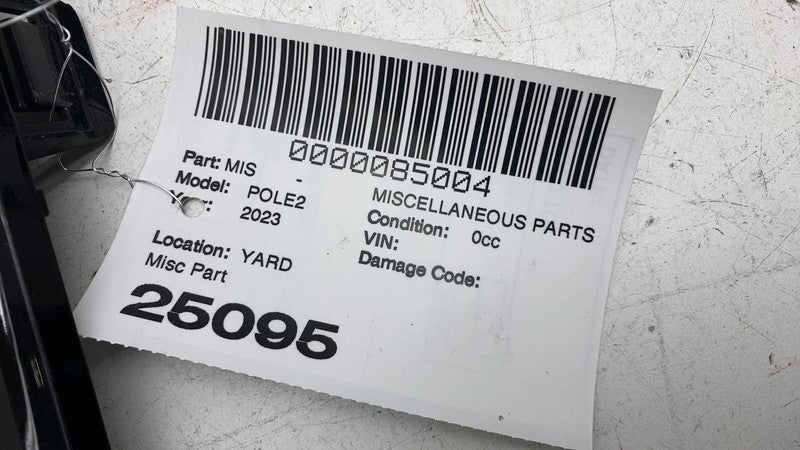 0000085004
Part: MIS - MISCELLANEOUS PARTS
Model: POLE2 Condition: 0cc
2023 VIN:
Location: YARD Damage Code:
Misc Part
25095